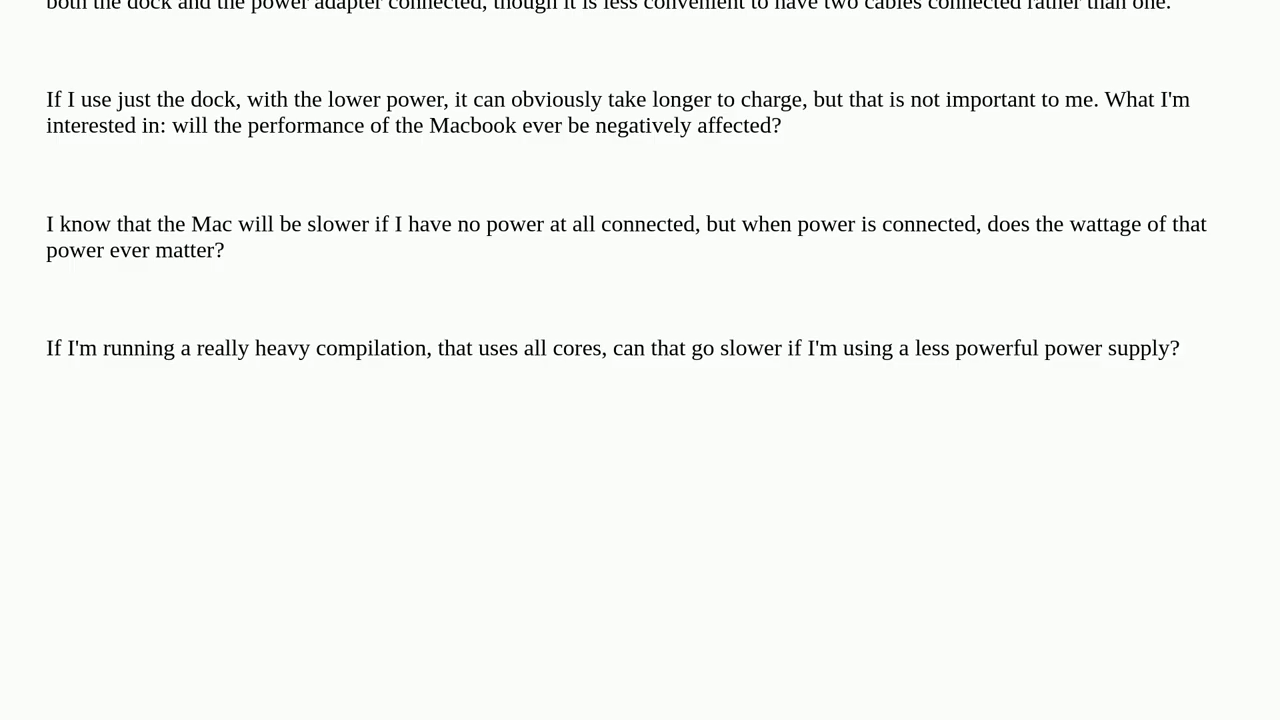 both the dock and the power adapter connected, though it is less convenient to have two cables connected rather than one.
If I use just the dock, with the lower power, it can obviously take longer to charge, but that is not important to me. What I'm
interested in: will the performance of the Macbook ever be negatively affected?
I know that the Mac will be slower if I have no power at all connected, but when power is connected, does the wattage of that
power ever matter?
If I'm running a really heavy compilation, that uses all cores, can that go slower if I'm using a less powerful power supply?